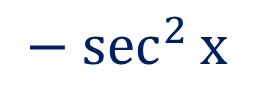 − sec² x